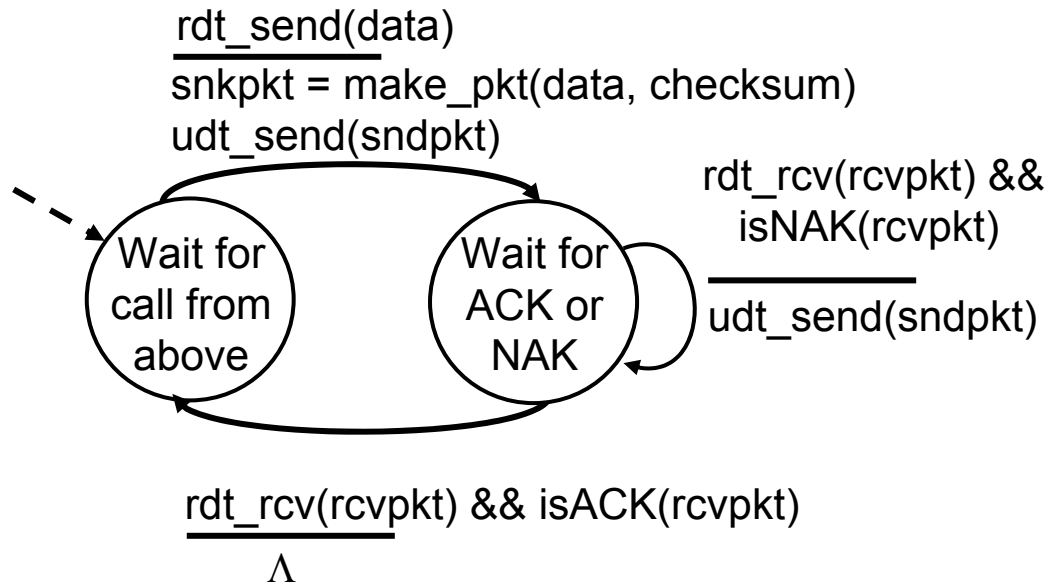 rdt_send(data)
snkpkt = make_pkt(data, checksum)
udt_send(sndpkt)
rdt_rcv(rcvpkt) &&
isNAK(rcvpkt)
udt_send(sndpkt)
Wait for
call from
above
Wait for
ACK or
NAK
rdt_rcv(rcvpkt) && isACK(rcvpkt)
Λ